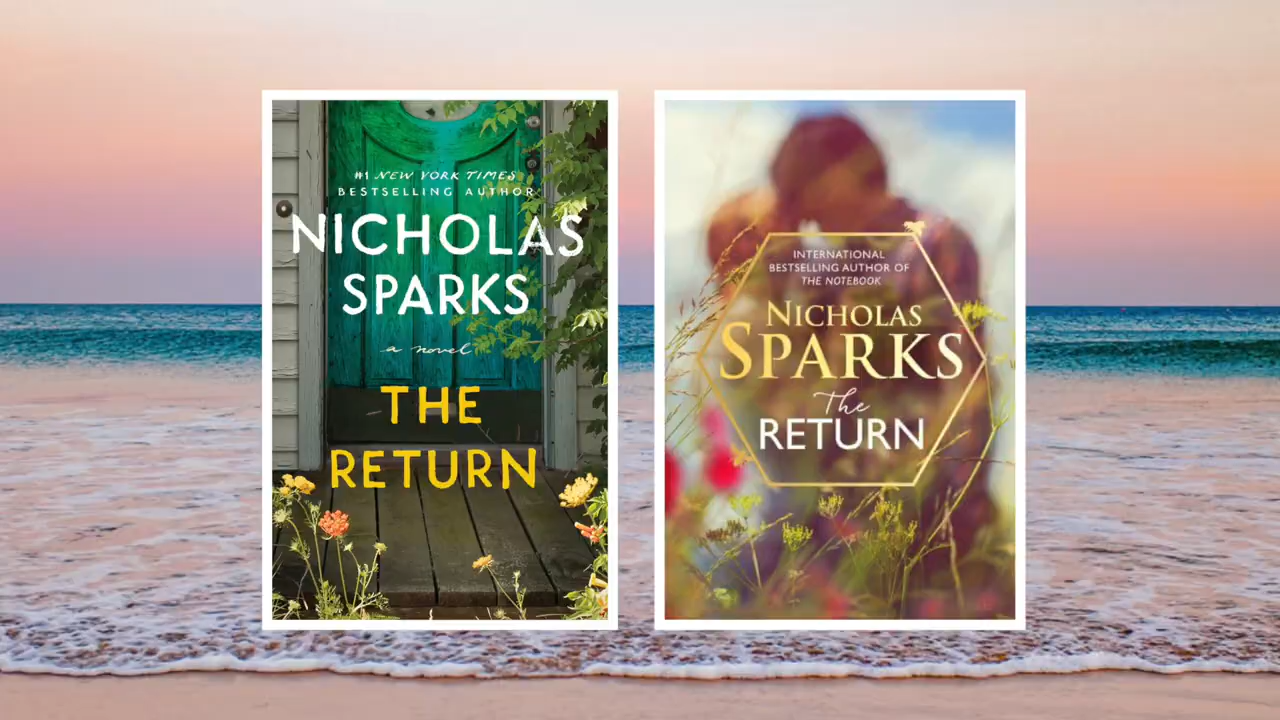 #1 NEW YORK TIMES
BESTSELLING AUTHOR
NICHOLAS
SPARKS
a novel
THE
RETURN
INTERNATIONAL
BESTSELLING AUTHOR OF
THE NOTEBOOK
NICHOLAS
SPARKS
The
RETURN